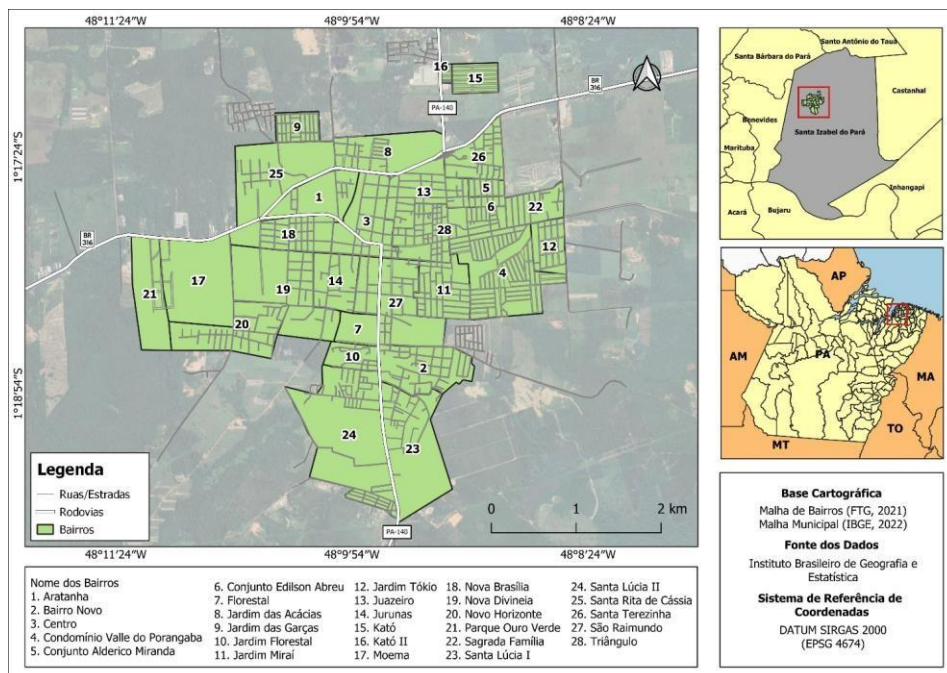 48°11'24"W
48°9'54"W
48°8'24"W
1°17'24"S
1°18'54"S
16
15
PA-140
BR
316
9
8
26
25
13
5
1
6
22
3
18
28
12
BR
316
4
17
14
21
19
11
27
20
7
10
2
24
23
PA-140
Legenda
Ruas/Estradas
Rodovias
Bairros
0 1 2 km
48°11'24"W
48°9'54"W
48°8'24"W
Nome dos Bairros
1. Aratanha
2. Bairro Novo
3. Centro
4. Condomínio Valle do Porangaba
5. Conjunto Alderico Miranda
6. Conjunto Edilson Abreu
7. Florestal
8. Jardim das Acácias
9. Jardim das Garças
10. Jardim Florestal
11. Jardim Miraí
12. Jardim Tókio
13. Juazeiro
14. Jurunas
15. Kató
16. Kató II
17. Moema
18. Nova Brasília
19. Nova Divineia
20. Novo Horizonte
21. Parque Ouro Verde
22. Sagrada Família
23. Santa Lúcia I
24. Santa Lúcia II
25. Santa Rita de Cássia
26. Santa Terezinha
27. São Raimundo
28. Triângulo
Santo Antônio do Tauá
Santa Bárbara do Pará
Castanhal
Benevides
Santa Izabel do Pará
Marituba
Inhangapi
Acará
Bujaru
AP
AM
PA
MA
TO
MT
Base Cartográfica
Malha de Bairros (FTG, 2021)
Malha Municipal (IBGE, 2022)
Fonte dos Dados
Instituto Brasileiro de Geografia e
Estatística
Sistema de Referência de
Coordenadas
DATUM SIRGAS 2000
(EPSG 4674)